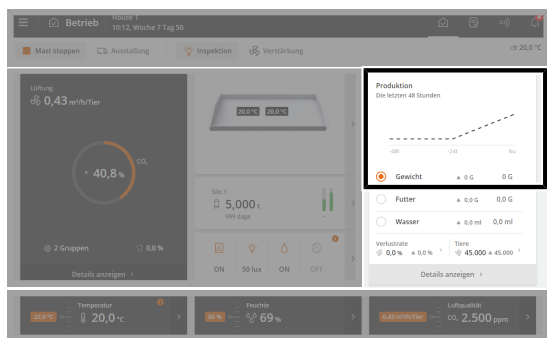 Betrieb
House 1
10:12, Woche 7 Tag 50
Mast stoppen Ausstallung Inspektion Verstärkung 20,0 °C
Lüftung
0,43 m³/h/Tier
40,8 %
CO₂
2 Gruppen 0,0 %
Details anzeigen
20,0 °C 20,0 °C
Silo 1
5,000 t
999 dage
-
ON 50 lux ON OFF
Produktion
Die letzten 48 Stunden
-48t -24t Nu
Gewicht 0 G 0 G
Futter 0,0 G 0,0 G
Wasser 0,0 ml 0,0 ml
Verlustrate Tiere
0,0 % 0,0 % 45.000 45.000
Details anzeigen
Temperatur
22,0 °C 20,0 °C
Feuchte
80 % 69 %
Luftqualität
0,43 m³/h/Tier CO₂ 2.500 ppm